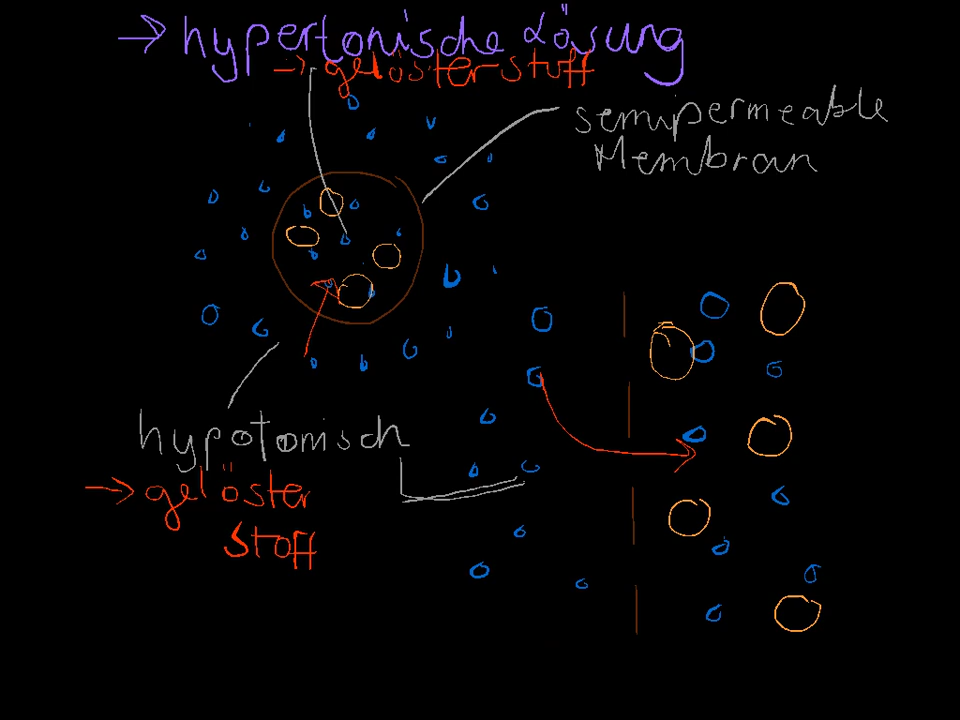 → hypertonische Lösung
→ gelöster stoff
semipermeable
Membran
hypotonisch
→ gelöster
Stoff